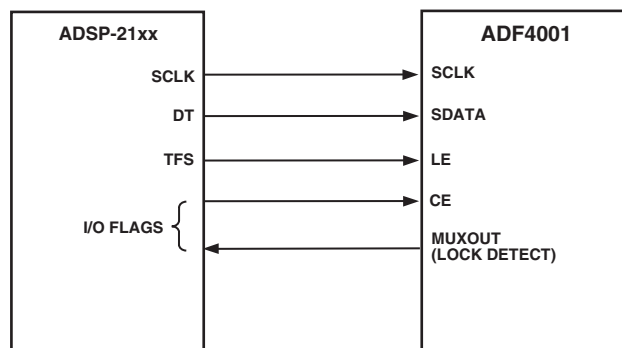 ADSP-21xx
SCLK
DT
TFS
I/O FLAGS
ADF4001
SCLK
SDATA
LE
CE
MUXOUT
(LOCK DETECT)